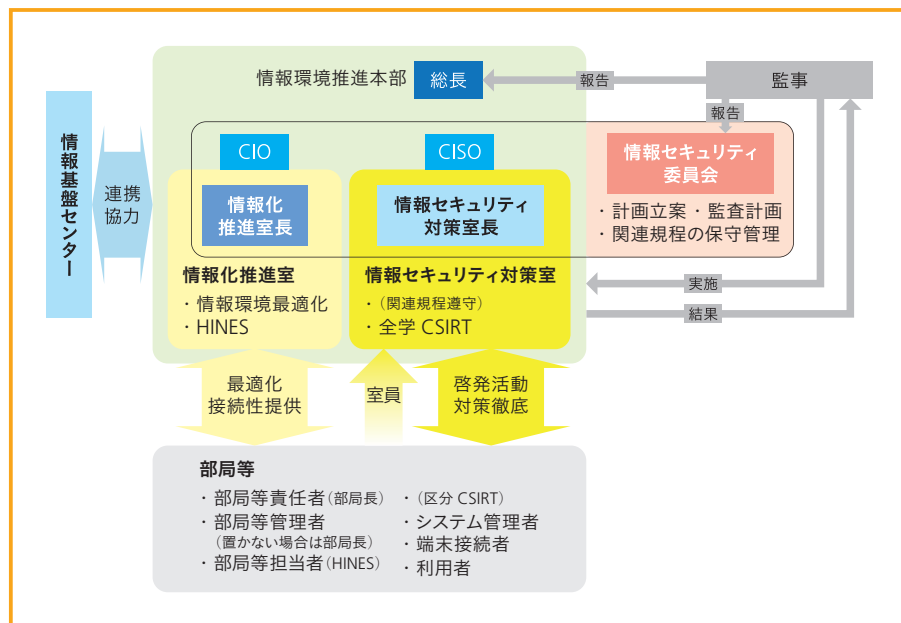 情報環境推進本部
総長
報告
監事
報告
情報基盤センター
連携
協力
CIO
情報化
推進室長
情報化推進室
・情報環境最適化
・HINES
CISO
情報セキュリティ
対策室長
情報セキュリティ対策室
・(関連規程遵守)
・全学 CSIRT
情報セキュリティ
委員会
・計画立案・監査計画
・関連規程の保守管理
実施
結果
最適化
接続性提供
室員
啓発活動
対策徹底
部局等
・部局等責任者(部局長)
・部局等管理者
(置かない場合は部局長)
・部局等担当者(HINES)
・(区分 CSIRT)
・システム管理者
・端末接続者
・利用者